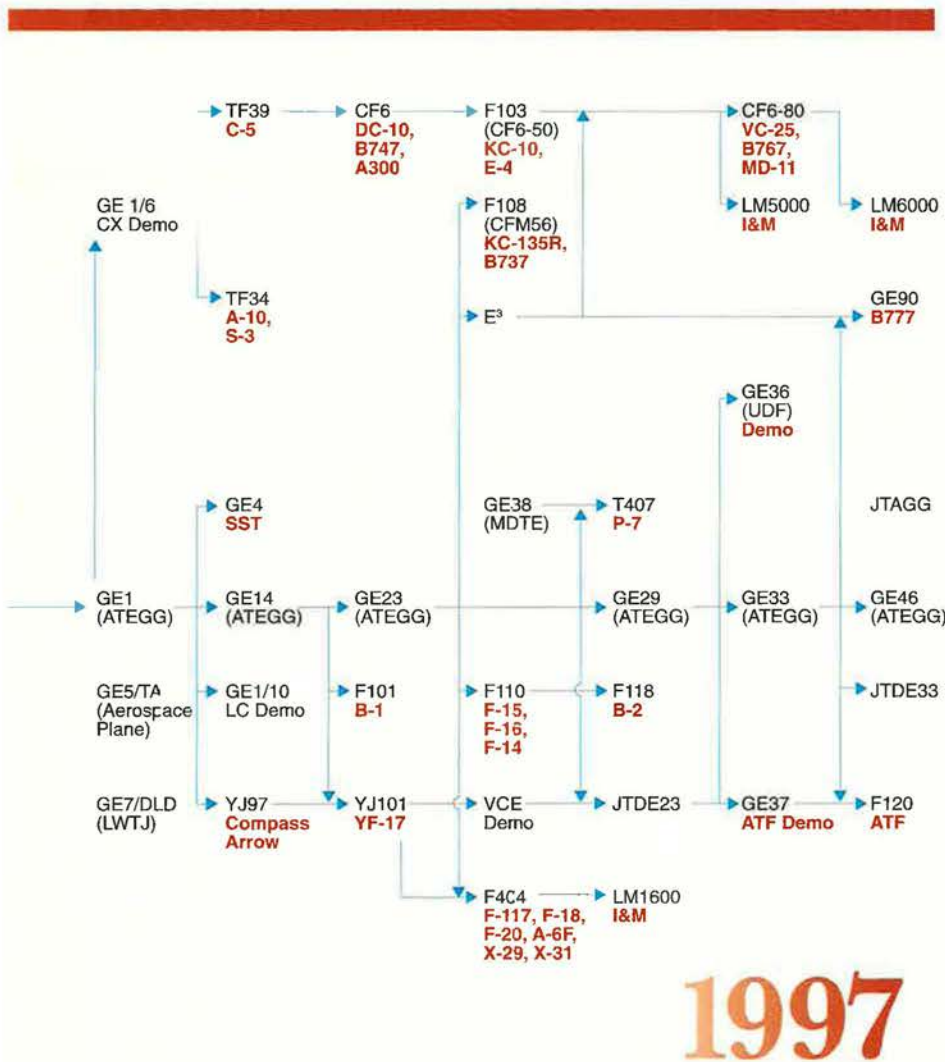 TF39
C-5
CF6
DC-10,
B747,
A300
F103
(CF6-50)
KC-10,
E-4
CF6-80
VC-25,
B767,
MD-11
GE 1/6
CX Demo
F108
(CFM56)
KC-135R,
B737
LM5000
I&M
LM6000
I&M
TF34
A-10,
S-3
E³
GE90
B777
GE36
(UDF)
Demo
GE4
SST
GE38
(MDTE)
T407
P-7
JTAGG
GE1
(ATEGG)
GE14
(ATEGG)
GE23
(ATEGG)
GE29
(ATEGG)
GE33
(ATEGG)
GE46
(ATEGG)
GE5/TA
(Aerospace
Plane)
GE1/10
LC Demo
F101
B-1
F110
F-15,
F-16,
F-14
F118
B-2
JTDE33
GE7/DLD
(LWTJ)
YJ97
Compass
Arrow
YJ101
YF-17
VCE
Demo
JTDE23
GE37
ATF Demo
F120
ATF
F404
F-117, F-18,
F-20, A-6F,
X-29, X-31
LM1600
I&M
1997